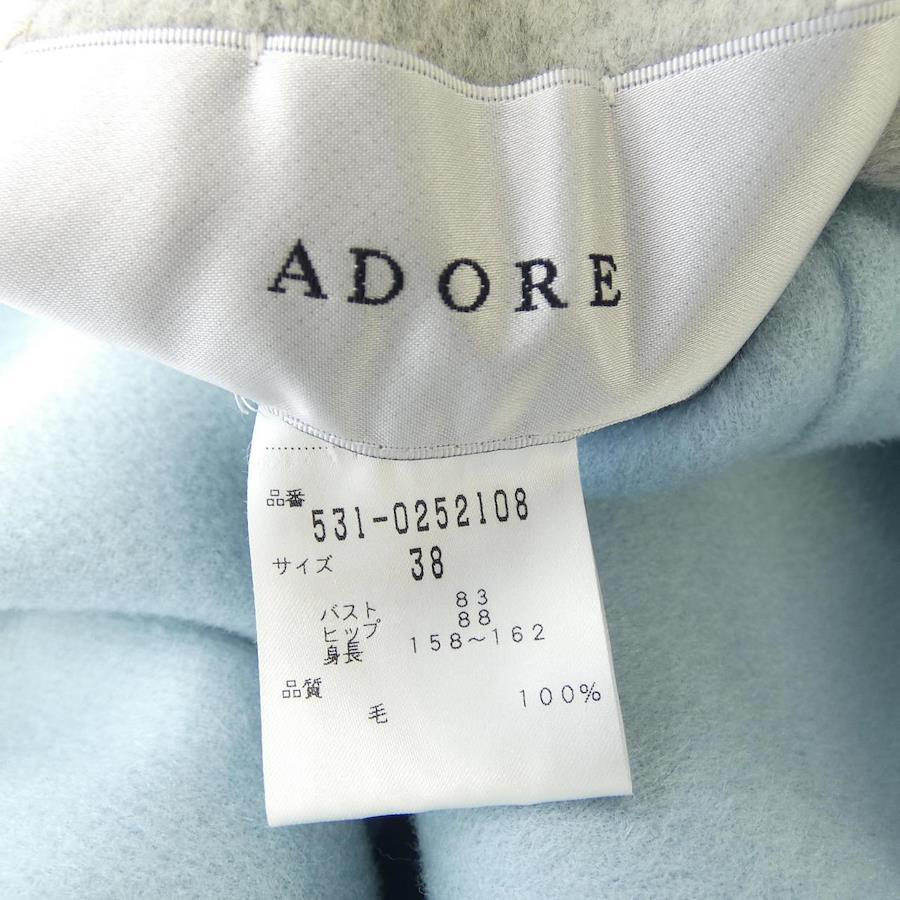 ADORE
品番 531-0252108
サイズ 38
バスト 83
ヒップ 88
身長 158～162
品質
毛 100%